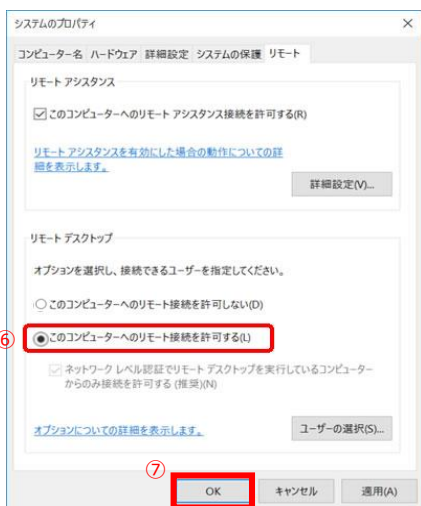 システムのプロパティ
コンピューター名 ハードウェア 詳細設定 システムの保護 リモート
リモート アシスタンス
このコンピューターへのリモート アシスタンス接続を許可する(R)
リモート アシスタンスを有効にした場合の動作についての詳
細を表示します。
詳細設定(V)...
リモート デスクトップ
オプションを選択し、接続できるユーザーを指定してください。
このコンピューターへのリモート接続を許可しない(D)
⑥ このコンピューターへのリモート接続を許可する(L)
ネットワーク レベル認証でリモート デスクトップを実行しているコンピューター
からのみ接続を許可する (推奨)(N)
オプションについての詳細を表示します。 ユーザーの選択(S)...
⑦
OK キャンセル 適用(A)